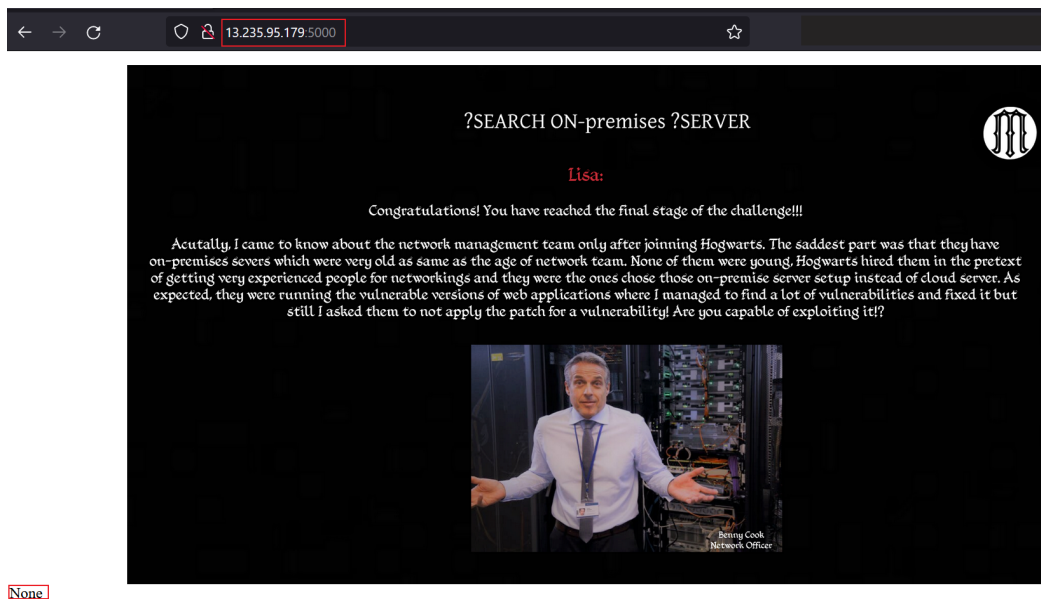 13.235.95.179:5000
?SEARCH ON-premises ?SERVER
M
Lisa:
Congratulations! You have reached the final stage of the challenge!!!
Acutally, I came to know about the network management team only after joinning Hogwarts. The saddest part was that they have
on-premises severs which were very old as same as the age of network team. None of them were young, Hogwarts hired them in the pretext
of getting very experienced people for networkings and they were the ones chose those on-premise server setup instead of cloud server. As
expected, they were running the vulnerable versions of web applications where I managed to find a lot of vulnerabilities and fixed it but
still I asked them to not apply the patch for a vulnerability! Are you capable of exploiting it!?
Benny Cook
Network Officer
None